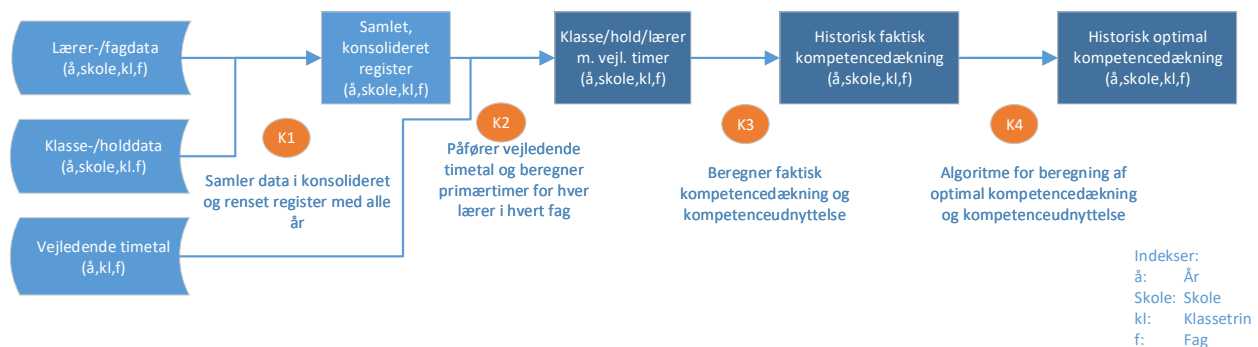 Lærer-/fagdata
(å,skole,kl,f)
Klasse-/holddata
(å,skole,kl.f)
Vejledende timetal
(å,kl,f)
Samlet,
konsolideret
register
(å,skole,kl,f)
Klasse/hold/lærer
m. vejl. timer
(å,skole,kl,f)
Historisk faktisk
kompetencedækning
(å,skole,kl,f)
Historisk optimal
kompetencedækning
(å,skole,kl,f)
K1
Samler data i konsolideret
og renset register med alle
år
K2
Påfører vejledende
timetal og beregner
primærtimer for hver
lærer i hvert fag
K3
Beregner faktisk
kompetencedækning og
kompetenceudnyttelse
K4
Algoritme for beregning af
optimal kompetencedækning
og kompetenceudnyttelse
Indekser:
å: År
Skole: Skole
kl: Klassetrin
f: Fag